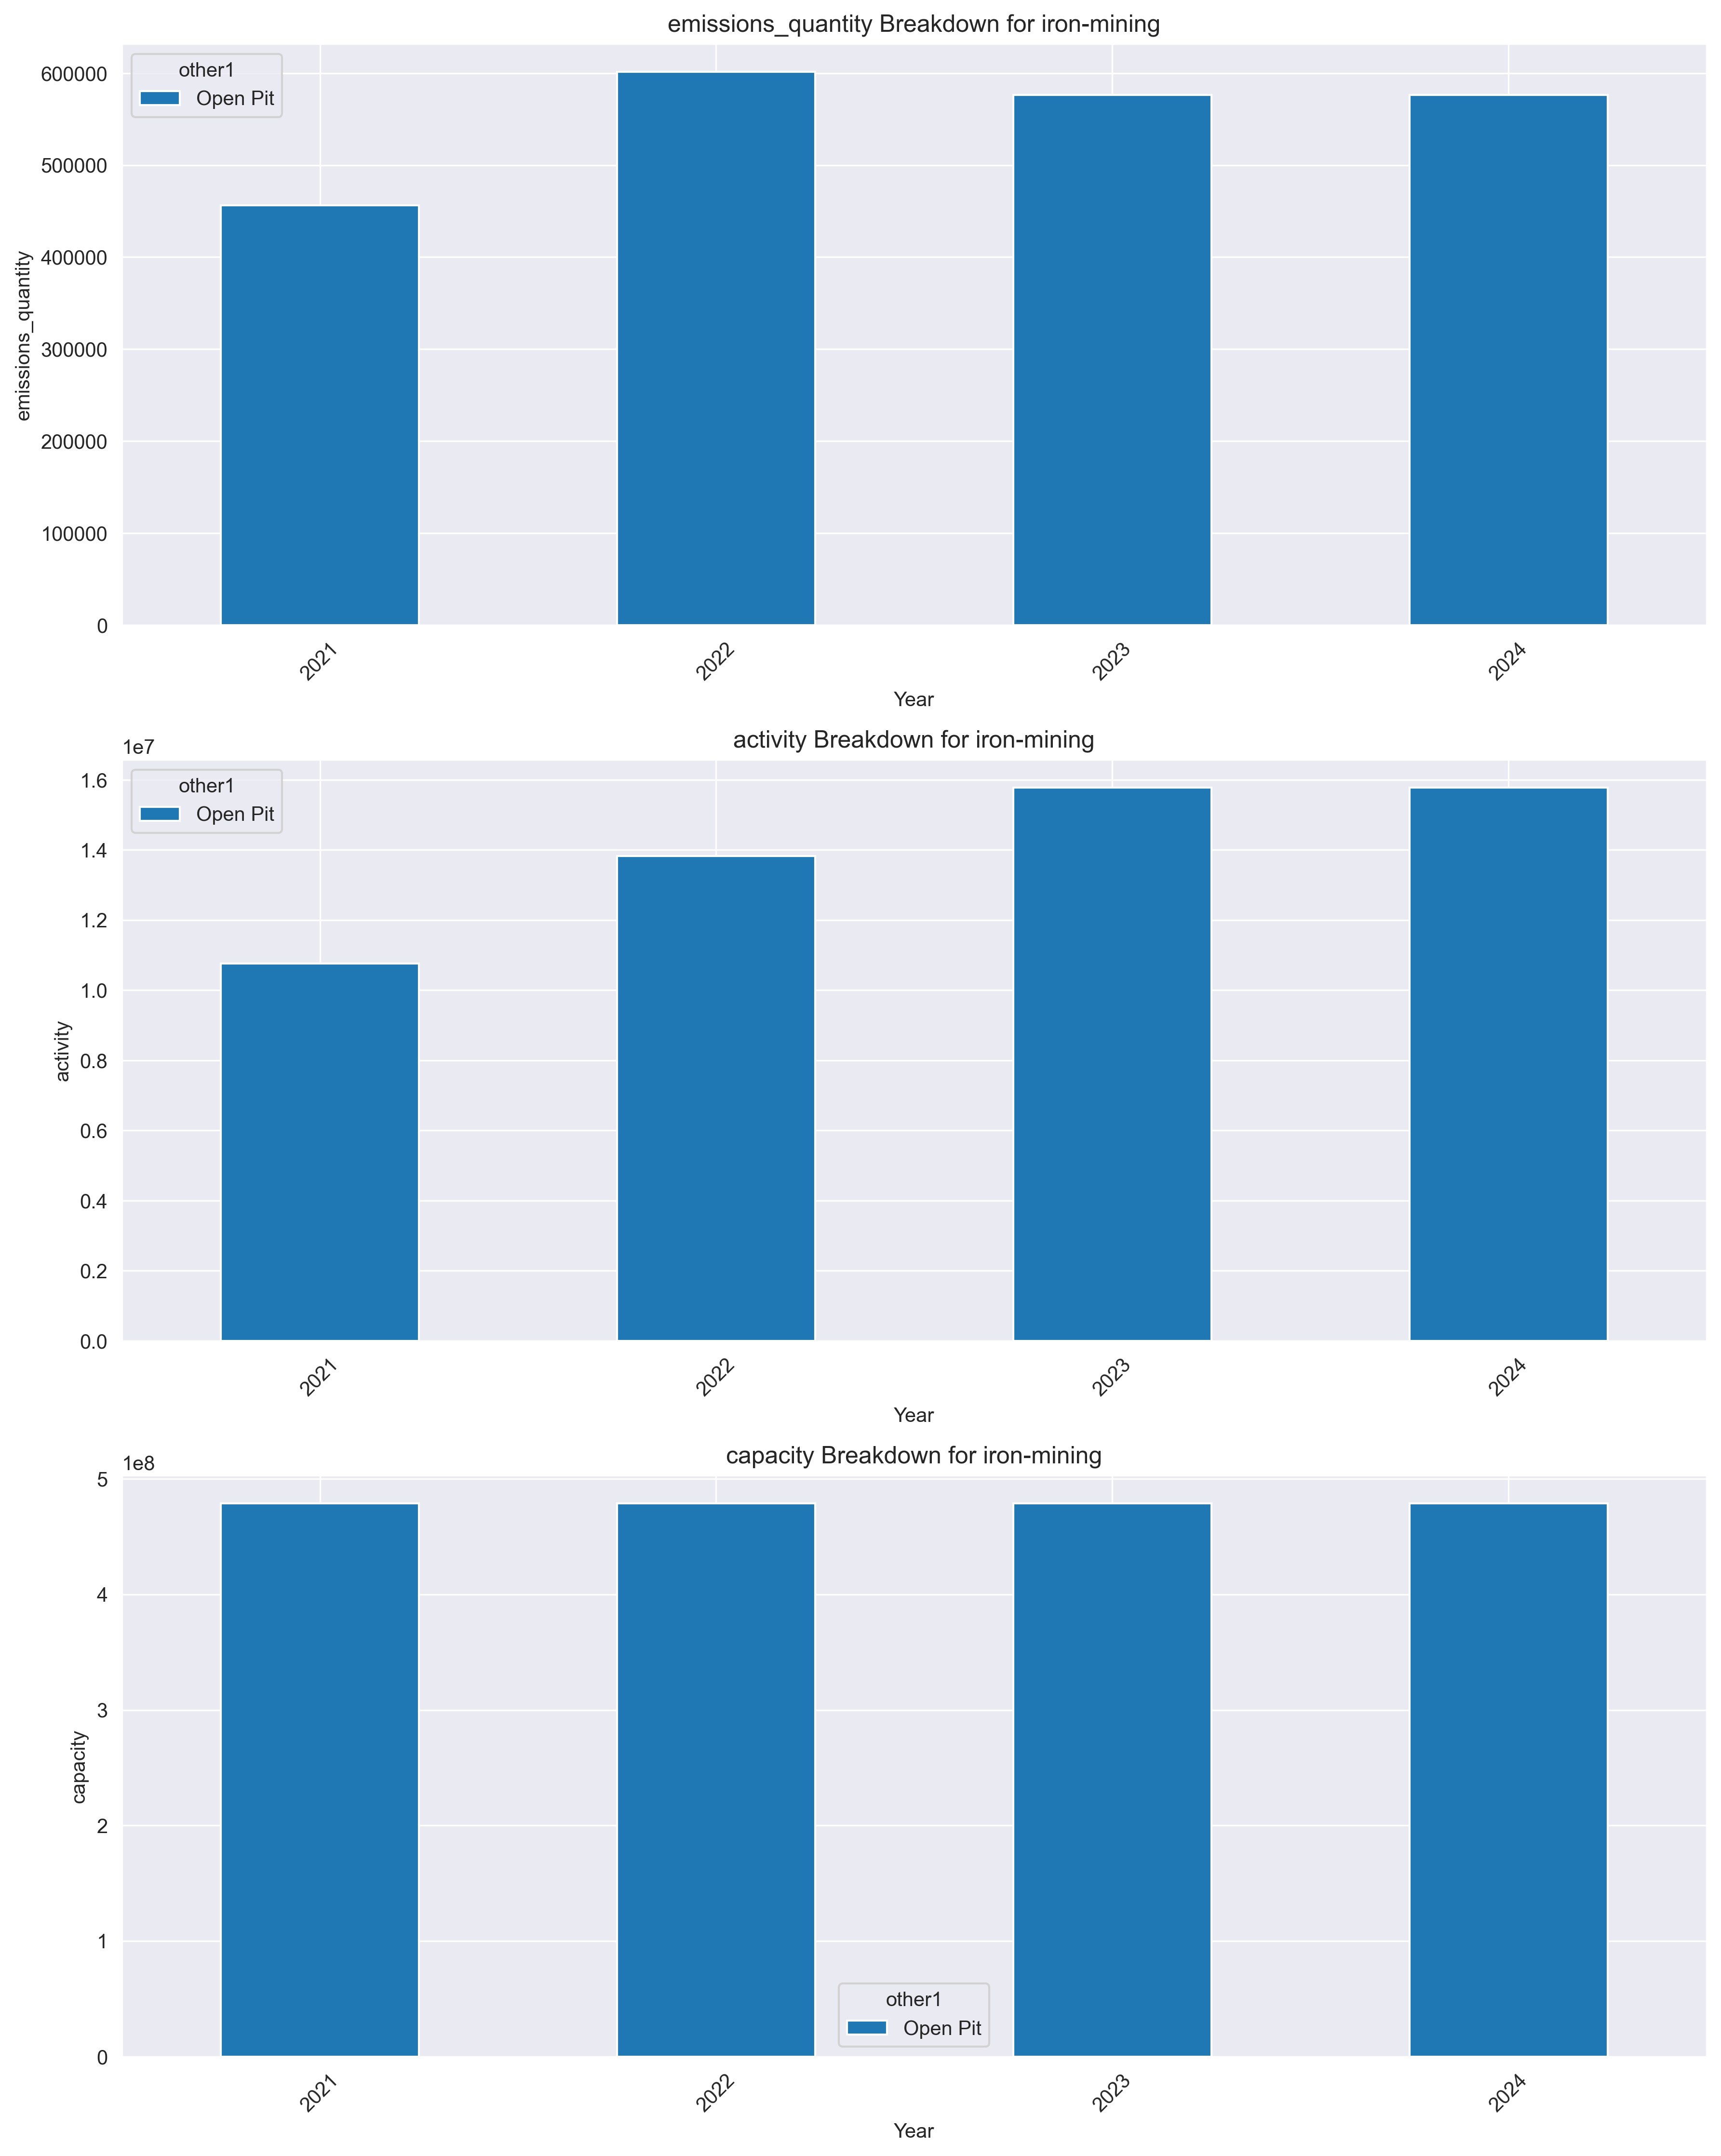 emissions_quantity Breakdown for iron-mining
other1
Open Pit
600000
500000
400000
300000
200000
100000
0
emissions_quantity
2021
2022
2023
2024
Year
activity Breakdown for iron-mining
1e7
other1
Open Pit
1.6
1.4
1.2
1.0
0.8
0.6
0.4
0.2
0.0
activity
2021
2022
2023
2024
Year
capacity Breakdown for iron-mining
1e8
5
4
3
2
1
0
capacity
other1
Open Pit
2021
2022
2023
2024
Year